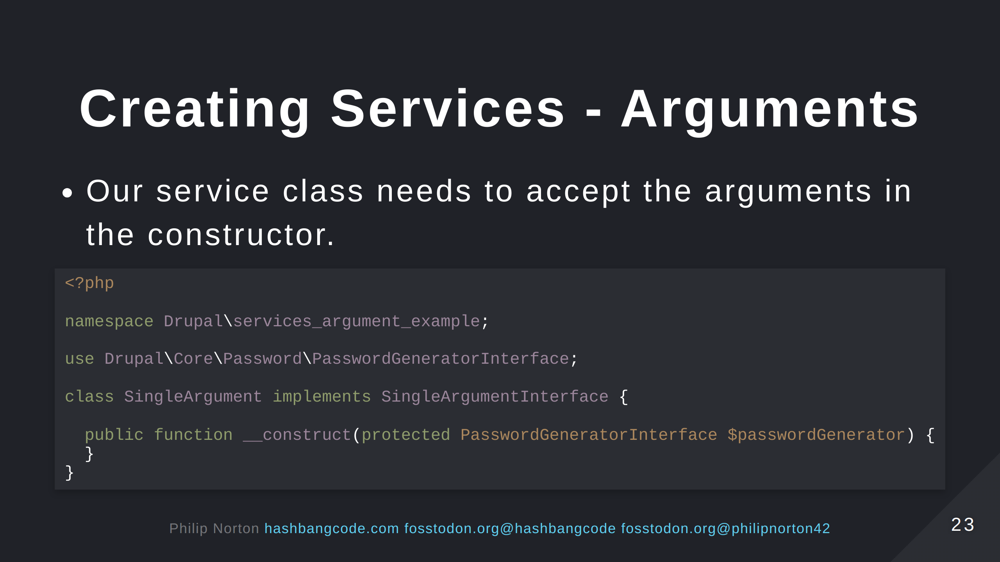 Creating Services - Arguments
• Our service class needs to accept the arguments in
the constructor.
<?php
namespace Drupal\services_argument_example;
use Drupal\Core\Password\PasswordGeneratorInterface;
class SingleArgument implements SingleArgumentInterface {
  public function __construct(protected PasswordGeneratorInterface $passwordGenerator) {
  }
}
Philip Norton hashbangcode.com fosstodon.org@hashbangcode fosstodon.org@philipnorton42
23